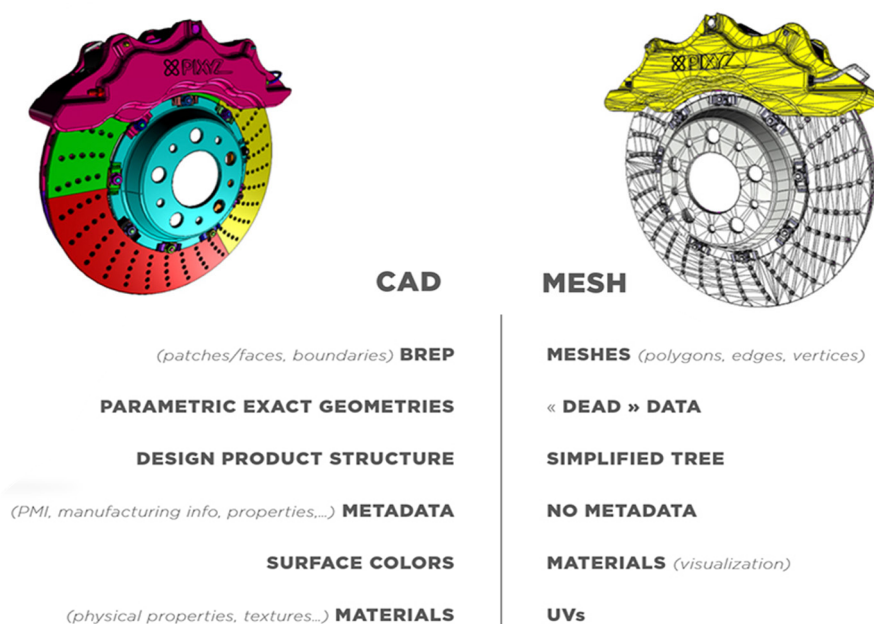 PIXYZ
PIXYZ
CAD
MESH
(patches/faces, boundaries) BREP
MESHES (polygons, edges, vertices)
PARAMETRIC EXACT GEOMETRIES
« DEAD » DATA
DESIGN PRODUCT STRUCTURE
SIMPLIFIED TREE
(PMI, manufacturing info, properties,...) METADATA
NO METADATA
SURFACE COLORS
MATERIALS (visualization)
(physical properties, textures...) MATERIALS
UVs